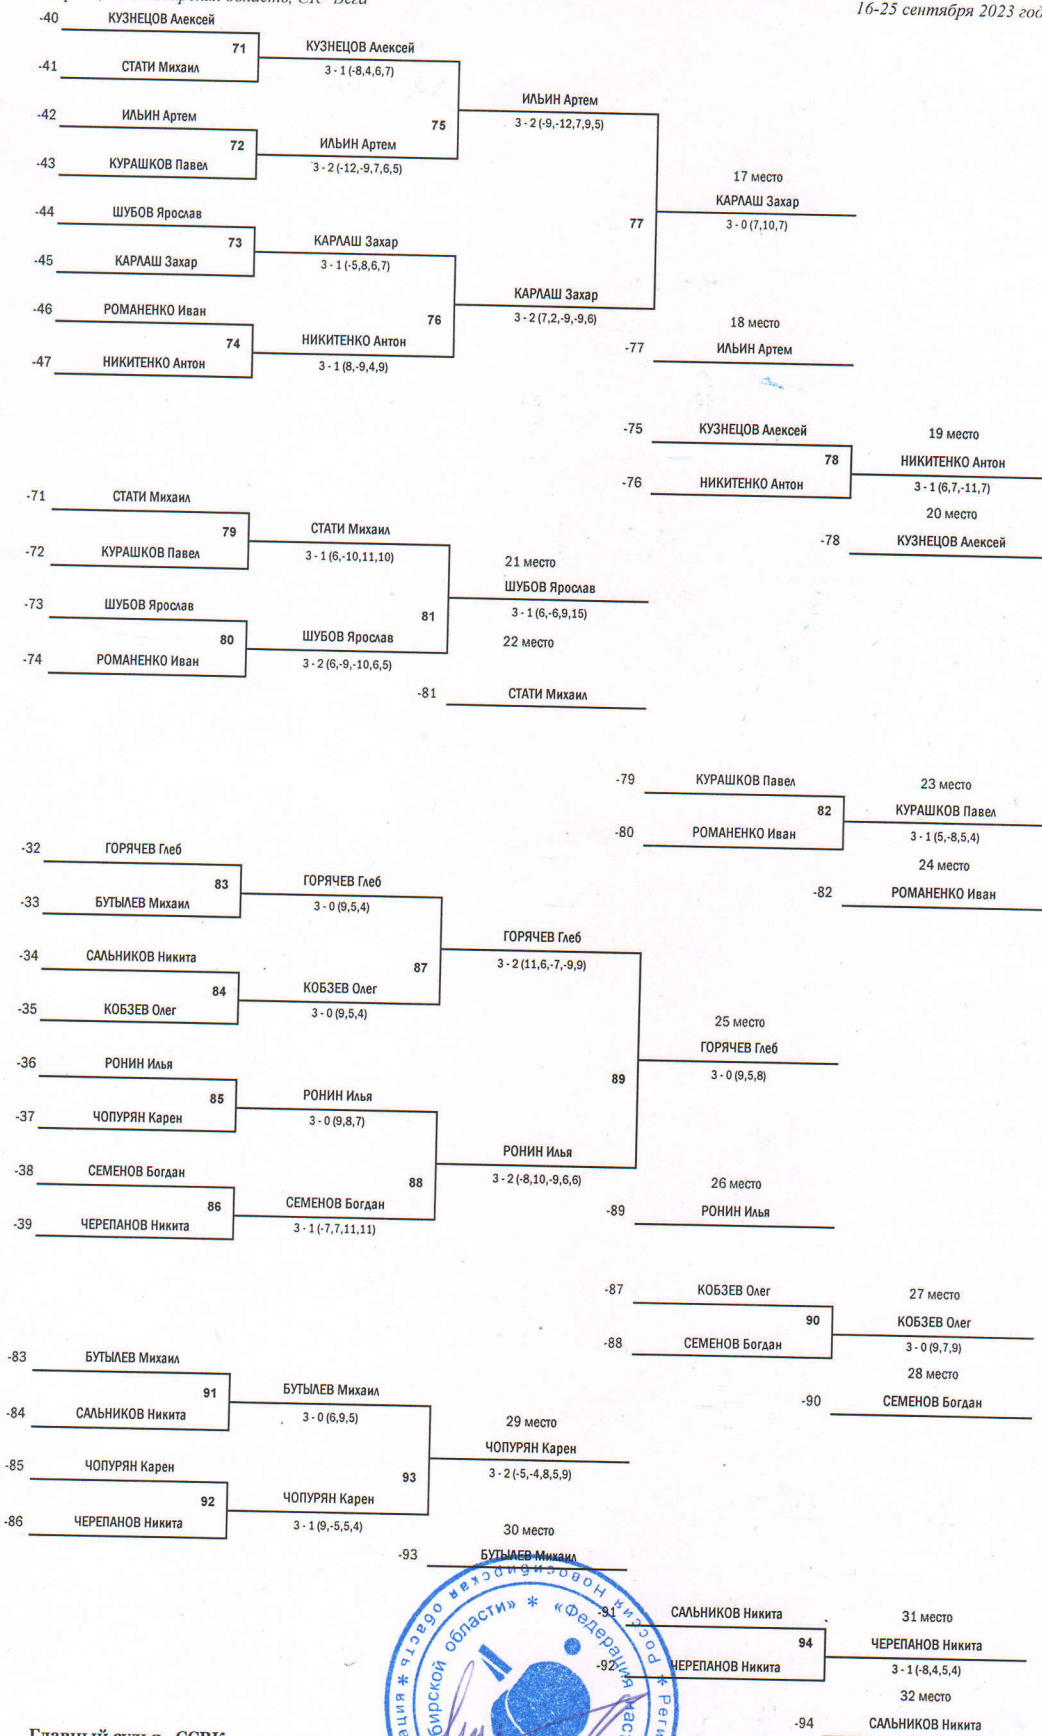 область, СК "Вега"
16-25 сентября 2023 год
-40 КУЗНЕЦОВ Алексей
71 КУЗНЕЦОВ Алексей
-41 СТАТИ Михаил
3 - 1 (-8,4,6,7)
ИЛЬИН Артем
-42 ИЛЬИН Артем
75
3 - 2 (-9,-12,7,9,5)
72 ИЛЬИН Артем
-43 КУРАШКОВ Павел
3 - 2 (-12,-9,7,6,5)
17 место
КАРЛАШ Захар
-44 ШУБОВ Ярослав
77
3 - 0 (7,10,7)
73 КАРЛАШ Захар
-45 КАРЛАШ Захар
3 - 1 (-5,8,6,7)
КАРЛАШ Захар
-46 РОМАНЕНКО Иван
76
3 - 2 (7,2,-9,-9,6)
18 место
74 НИКИТЕНКО Антон
-77 ИЛЬИН Артем
-47 НИКИТЕНКО Антон
3 - 1 (8,-9,4,9)
-75 КУЗНЕЦОВ Алексей
19 место
78 НИКИТЕНКО Антон
-76 НИКИТЕНКО Антон
3 - 1 (6,7,-11,7)
-71 СТАТИ Михаил
20 место
79 СТАТИ Михаил
-78 КУЗНЕЦОВ Алексей
-72 КУРАШКОВ Павел
3 - 1 (6,-10,11,10)
21 место
ШУБОВ Ярослав
-73 ШУБОВ Ярослав
81
3 - 1 (6,-6,9,15)
80 ШУБОВ Ярослав
22 место
-74 РОМАНЕНКО Иван
3 - 2 (6,-9,-10,6,5)
-81 СТАТИ Михаил
-79 КУРАШКОВ Павел
23 место
82 КУРАШКОВ Павел
-80 РОМАНЕНКО Иван
3 - 1 (5,-8,5,4)
-32 ГОРЯЧЕВ Глеб
24 место
83 ГОРЯЧЕВ Глеб
-82 РОМАНЕНКО Иван
-33 БУТЫЛЕВ Михаил
3 - 0 (9,5,4)
ГОРЯЧЕВ Глеб
-34 САЛЬНИКОВ Никита
87
3 - 2 (11,6,-7,-9,9)
84 КОБЗЕВ Олег
-35 КОБЗЕВ Олег
3 - 0 (9,5,4)
25 место
ГОРЯЧЕВ Глеб
-36 РОНИН Илья
89
3 - 0 (9,5,8)
85 РОНИН Илья
-37 ЧОПУРЯН Карен
3 - 0 (9,8,7)
РОНИН Илья
-38 СЕМЕНОВ Богдан
88
3 - 2 (-8,10,-9,6,6)
26 место
86 СЕМЕНОВ Богдан
-89 РОНИН Илья
-39 ЧЕРЕПАНОВ Никита
3 - 1 (-7,7,11,11)
-87 КОБЗЕВ Олег
27 место
90 КОБЗЕВ Олег
-88 СЕМЕНОВ Богдан
3 - 0 (9,7,9)
-83 БУТЫЛЕВ Михаил
28 место
91 БУТЫЛЕВ Михаил
-90 СЕМЕНОВ Богдан
-84 САЛЬНИКОВ Никита
3 - 0 (6,9,5)
29 место
ЧОПУРЯН Карен
-85 ЧОПУРЯН Карен
93
3 - 2 (-5,-4,8,5,9)
92 ЧОПУРЯН Карен
-86 ЧЕРЕПАНОВ Никита
3 - 1 (9,-5,5,4)
30 место
-93 БУТЫЛЕВ Михаил
Россия Новосибирская область *
бирской области» * «Федерация
-91 САЛЬНИКОВ Никита
31 место
94 ЧЕРЕПАНОВ Никита
-92 ЧЕРЕПАНОВ Никита
3 - 1 (-8,4,5,4)
32 место
-94 САЛЬНИКОВ Никита
Главный судья, ССВК